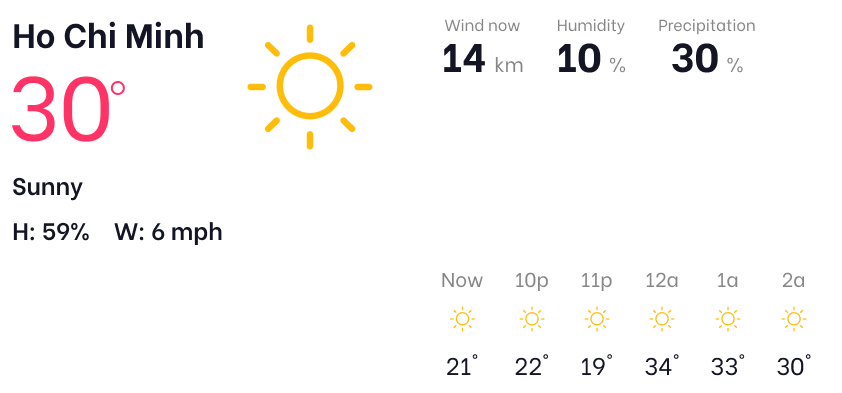 Ho Chi Minh
30°
Sunny
H: 59% W: 6 mph
Wind now Humidity Precipitation
14 km 10 % 30 %
Now 10p 11p 12a 1a 2a
21° 22° 19° 34° 33° 30°